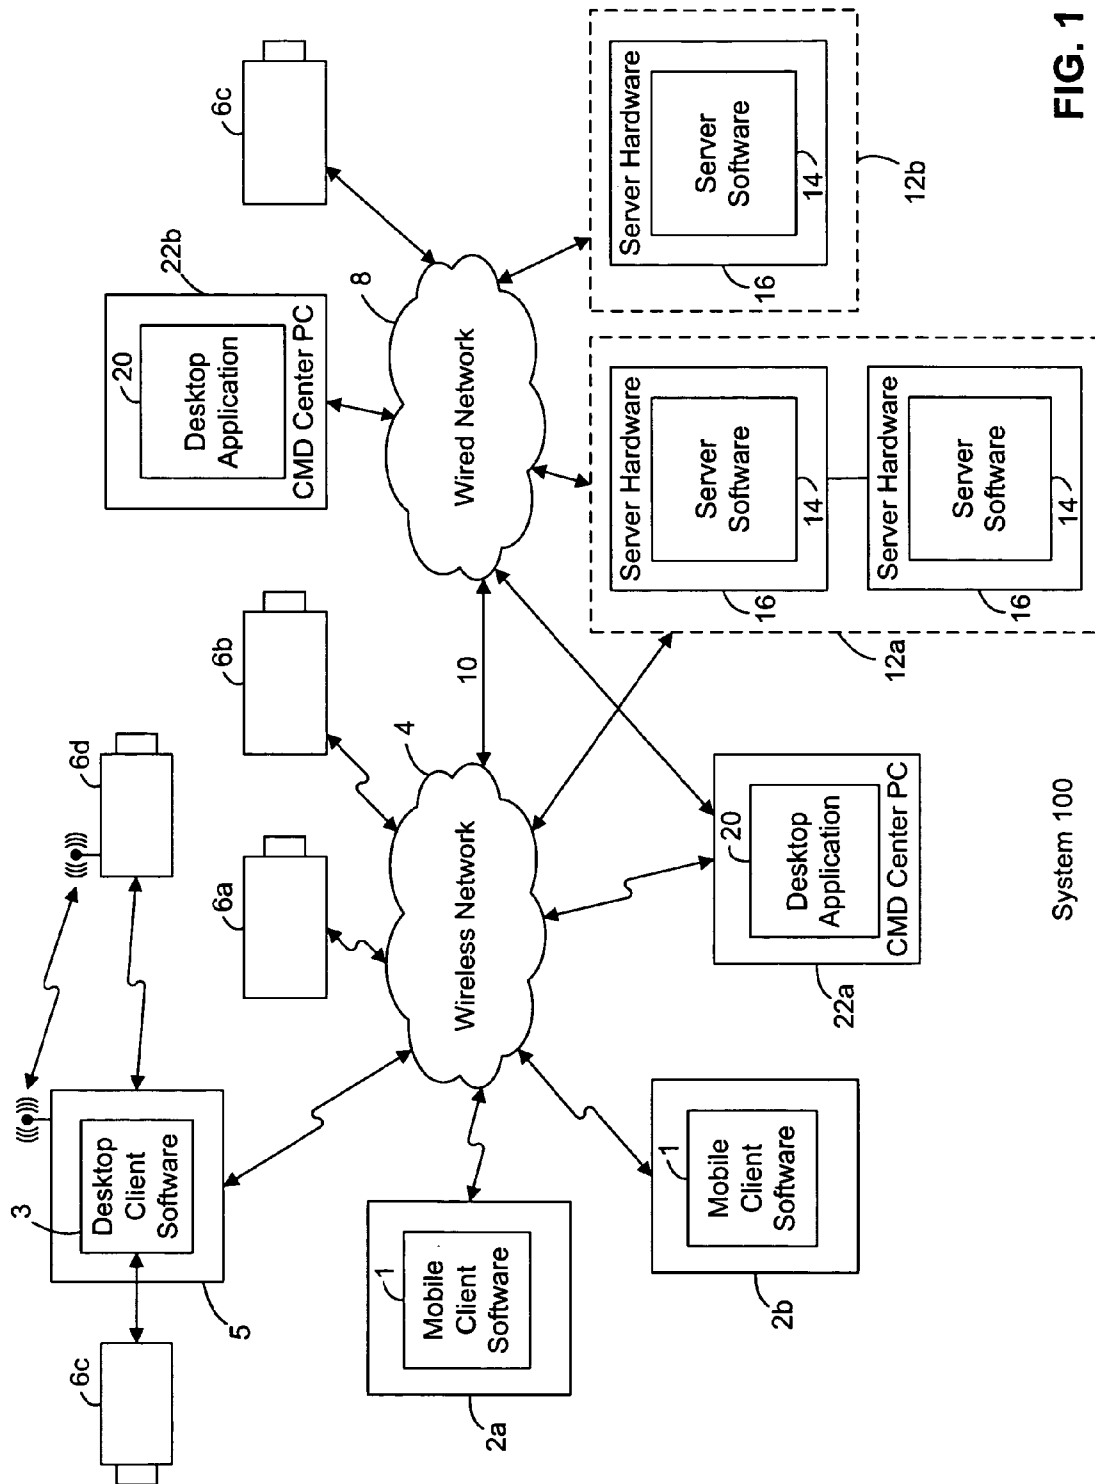 3
6c
Desktop
Client
Software
5
6d
20
Desktop
Application
CMD Center PC
22b
6a
6b
6c
1
Mobile
Client
Software
2a
4
Wireless Network
10
8
Wired Network
1
Mobile
Client
Software
2b
20
Desktop
Application
CMD Center PC
22a
Server Hardware
Server
Software
14
16
Server Hardware
Server
Software
14
16
12a
Server Hardware
Server
Software
14
16
12b
System 100
FIG. 1